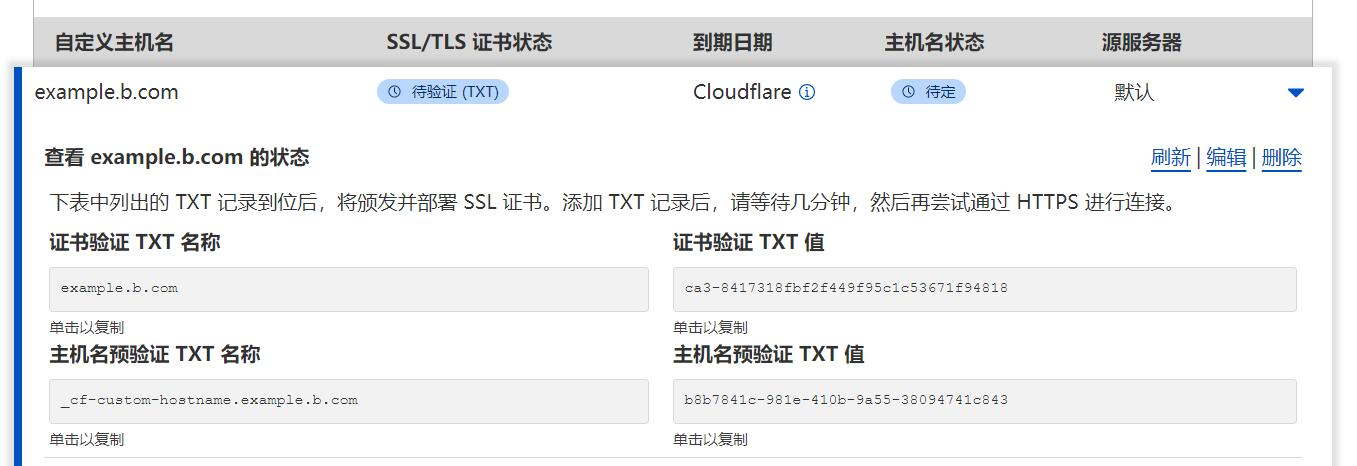 自定义主机名 SSL/TLS 证书状态 到期日期 主机名状态 源服务器
example.b.com 待验证 (TXT) Cloudflare 待定 默认
查看 example.b.com 的状态 刷新 | 编辑 | 删除
下表中列出的 TXT 记录到位后，将颁发并部署 SSL 证书。添加 TXT 记录后，请等待几分钟，然后再尝试通过 HTTPS 进行连接。
证书验证 TXT 名称 证书验证 TXT 值
example.b.com ca3-8417318fbf2f449f95c1c53671f94818
单击以复制 单击以复制
主机名预验证 TXT 名称 主机名预验证 TXT 值
_cf-custom-hostname.example.b.com b8b7841c-981e-410b-9a55-38094741c843
单击以复制 单击以复制